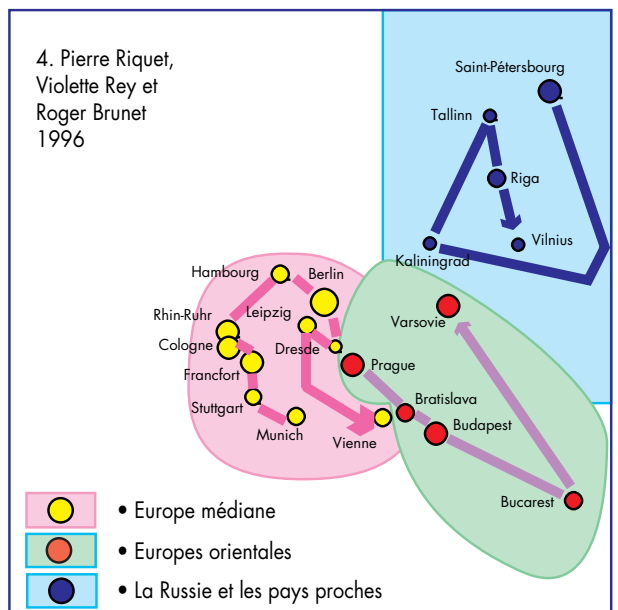 4. Pierre Riquet,
Violette Rey et
Roger Brunet
1996
Saint-Pétersbourg
Tallinn
Riga
Vilnius
Kaliningrad
Hambourg
Berlin
Leipzig
Rhin-Ruhr
Varsovie
Cologne
Dresde
Prague
Francfort
Bratislava
Stuttgart
Budapest
Munich
Vienne
Bucarest
• Europe médiane
• Europes orientales
• La Russie et les pays proches